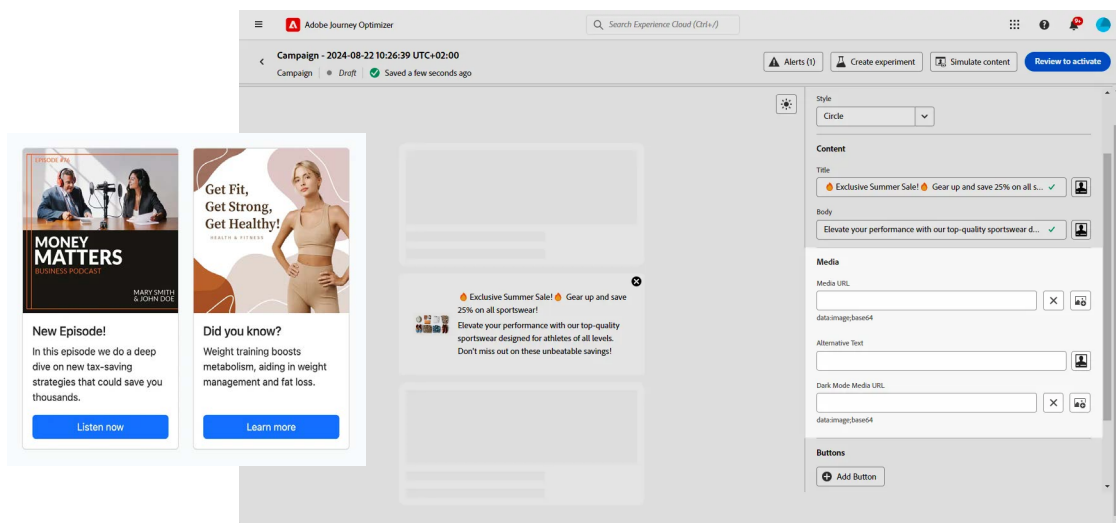 Adobe Journey Optimizer
Search Experience Cloud (Ctrl+/)
9+
Campaign - 2024-08-22 10:26:39 UTC+02:00
Campaign
Draft
Saved a few seconds ago
Alerts (1)
Create experiment
Simulate content
Review to activate
EPISODE #76
MONEY
MATTERS
BUSINESS PODCAST
MARY SMITH
& JOHN DOE
New Episode!
In this episode we do a deep
dive on new tax-saving
strategies that could save you
thousands.
Listen now
Get Fit,
Get Strong,
Get Healthy!
HEALTH & FITNESS
Did you know?
Weight training boosts
metabolism, aiding in weight
management and fat loss.
Learn more
🔥 Exclusive Summer Sale! 🔥 Gear up and save
25% on all sportswear!
Elevate your performance with our top-quality
sportswear designed for athletes of all levels.
Don't miss out on these unbeatable savings!
Style
Circle
Content
Title
🔥 Exclusive Summer Sale! 🔥 Gear up and save 25% on all s...
Body
Elevate your performance with our top-quality sportswear d...
Media
Media URL
data:image;base64
Alternative Text
Dark Mode Media URL
data:image;base64
Buttons
Add Button